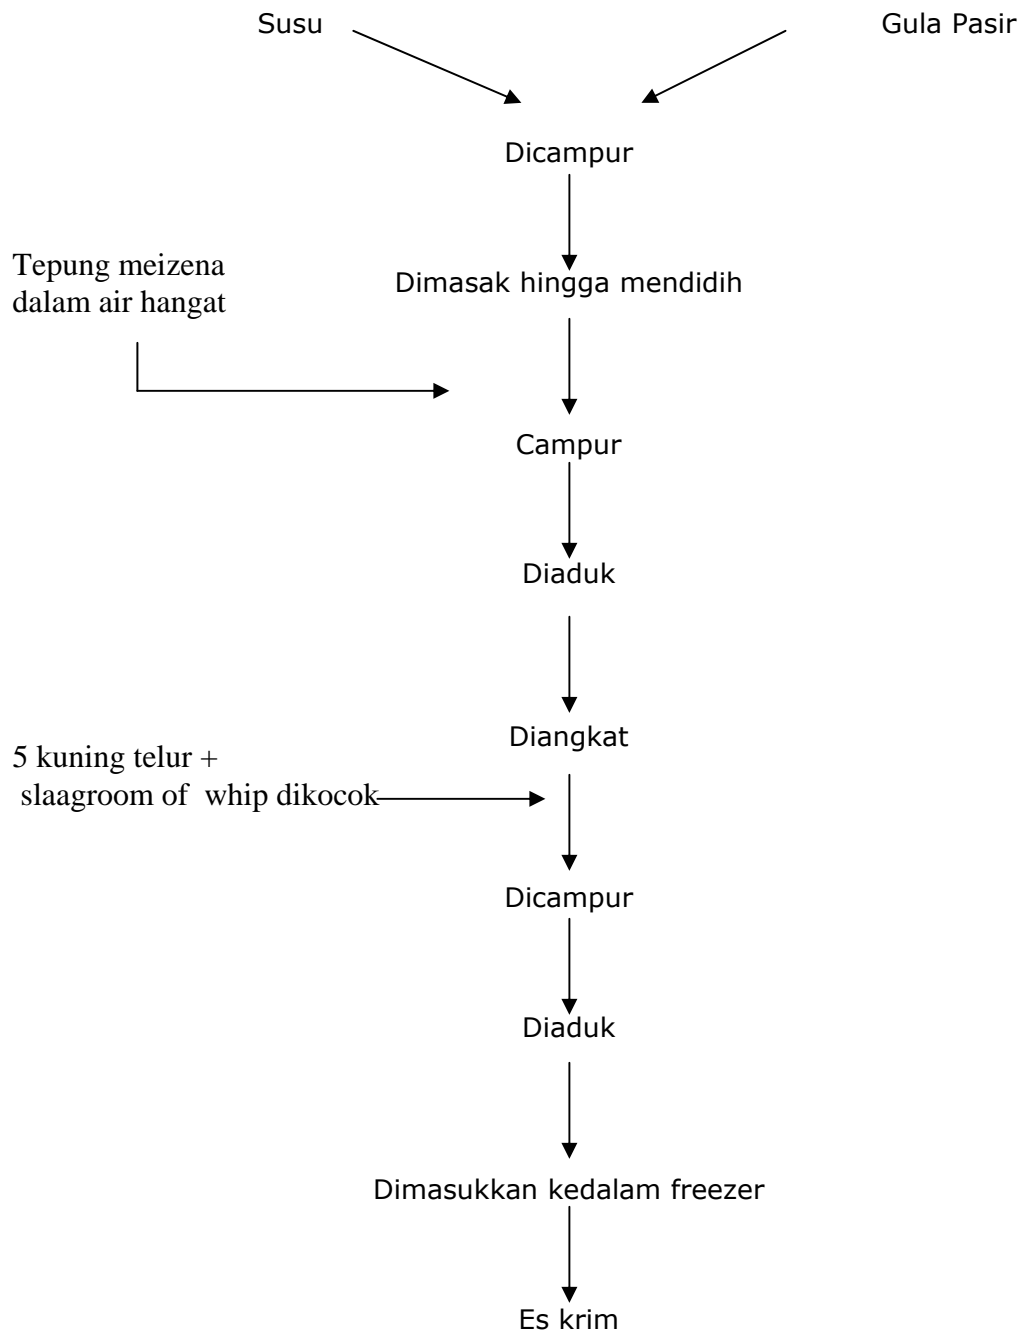 Susu
Gula Pasir
Dicampur
Tepung meizena
dalam air hangat
Dimasak hingga mendidih
Campur
Diaduk
Diangkat
5 kuning telur +
slaagroom of whip dikocok
Dicampur
Diaduk
Dimasukkan kedalam freezer
Es krim